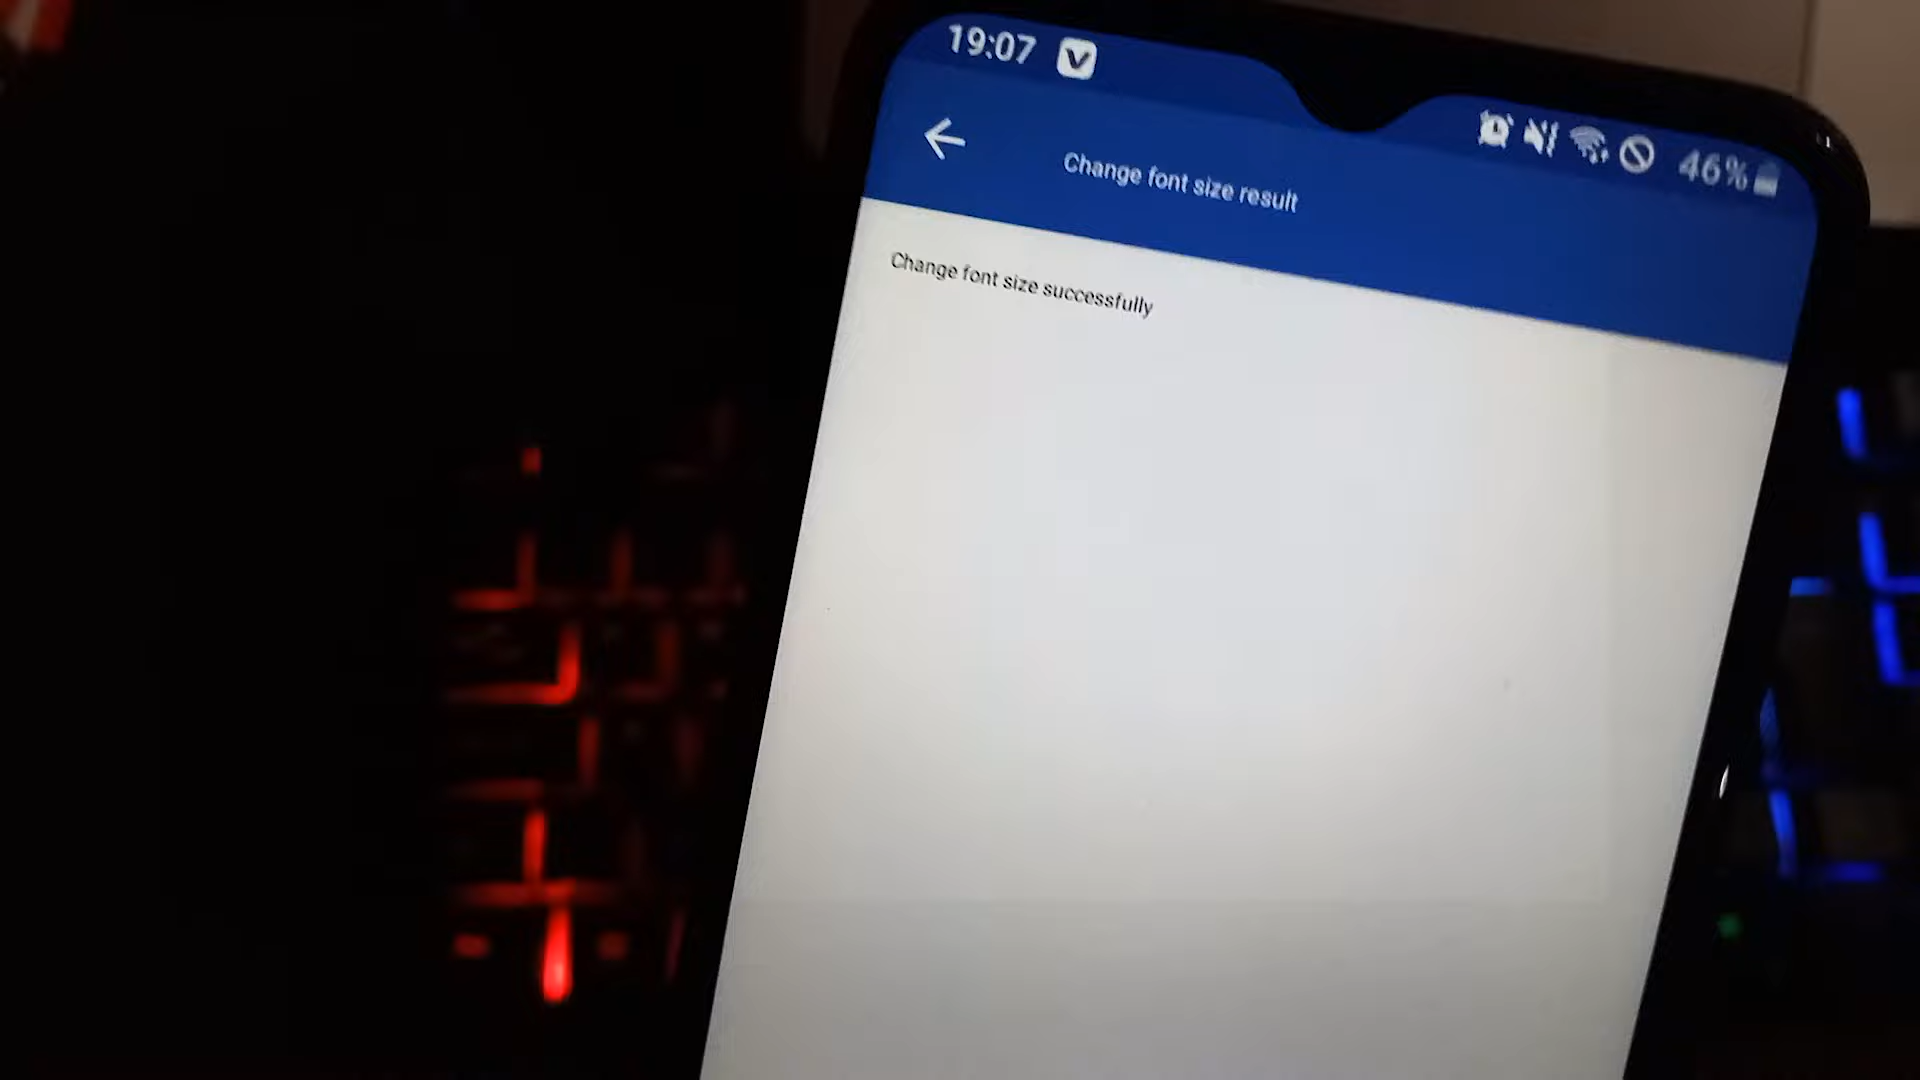 19:07 V
46%
Change font size result
Change font size successfully